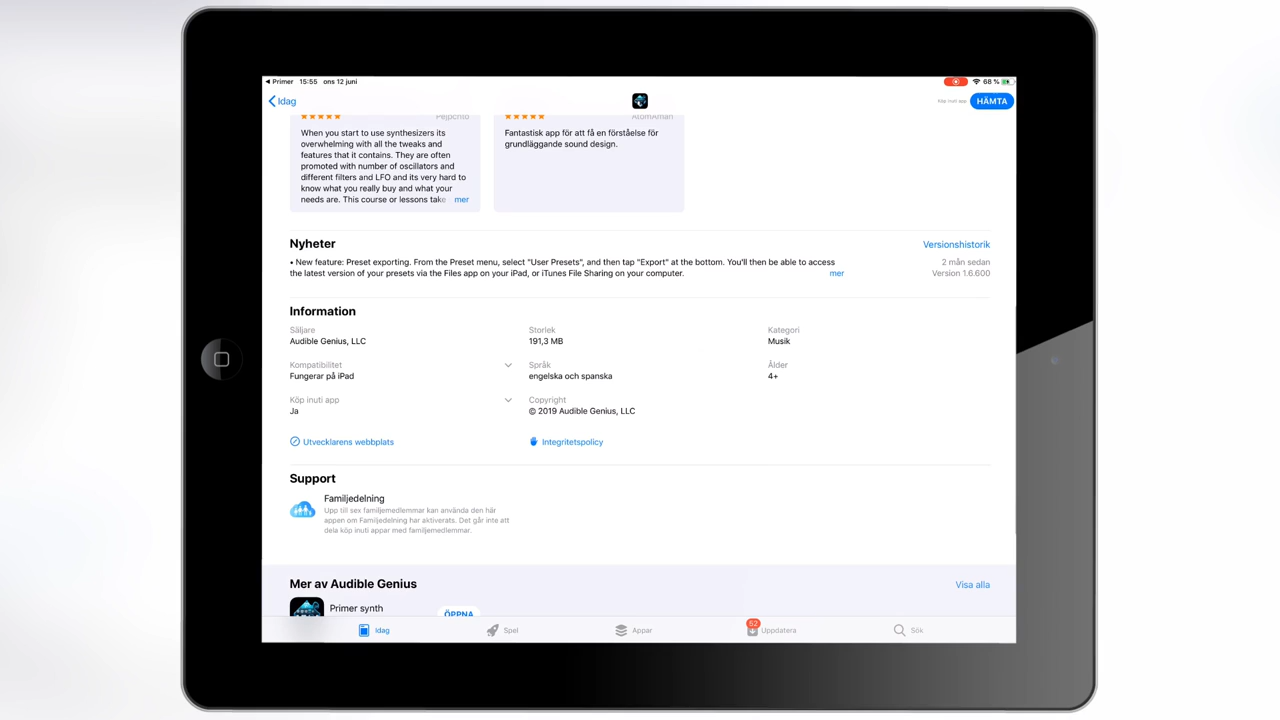 Primer 15:55 ons 12 juni
68 %
Idag
Köp inuti app
HÄMTA
Pejpcnto
AtomAman
When you start to use synthesizers its
overwhelming with all the tweaks and
features that it contains. They are often
promoted with number of oscillators and
different filters and LFO and its very hard to
know what you really buy and what your
needs are. This course or lessons take mer
Fantastisk app för att få en förståelse för
grundläggande sound design.
Nyheter
Versionshistorik
• New feature: Preset exporting. From the Preset menu, select "User Presets", and then tap "Export" at the bottom. You'll then be able to access
the latest version of your presets via the Files app on your iPad, or iTunes File Sharing on your computer.
mer
2 mån sedan
Version 1.6.600
Information
Säljare
Audible Genius, LLC
Storlek
191,3 MB
Kategori
Musik
Kompatibilitet
Fungerar på iPad
Språk
engelska och spanska
Ålder
4+
Köp inuti app
Ja
Copyright
© 2019 Audible Genius, LLC
Utvecklarens webbplats
Integritetspolicy
Support
Familjedelning
Upp till sex familjemedlemmar kan använda den här
appen om Familjedelning har aktiverats. Det går inte att
dela köp inuti appar med familjemedlemmar.
Mer av Audible Genius
Visa alla
Primer synth
ÖPPNA
Idag
Spel
Appar
52
Uppdatera
Sök